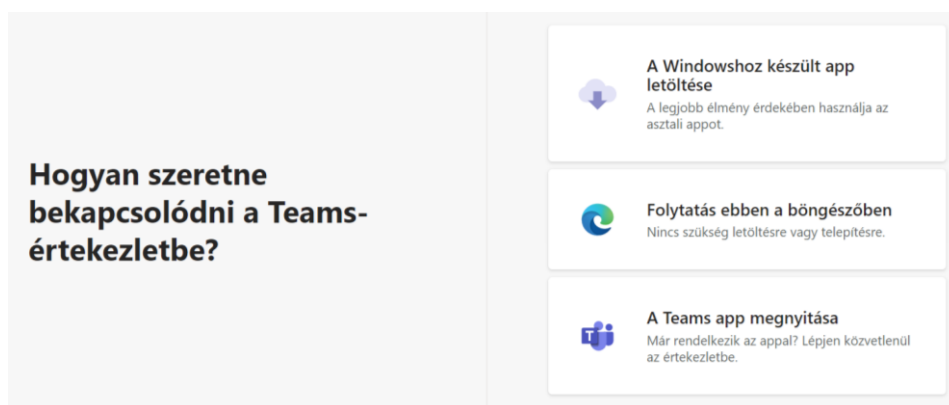 Hogyan szeretne
bekapcsolódni a Teams-
értekezletbe?
A Windowshoz készült app
letöltése
A legjobb élmény érdekében használja az
asztali appot.
Folytatás ebben a böngészőben
Nincs szükség letöltésre vagy telepítésre.
A Teams app megnyitása
Már rendelkezik az appal? Lépjen közvetlenül
az értekezletbe.